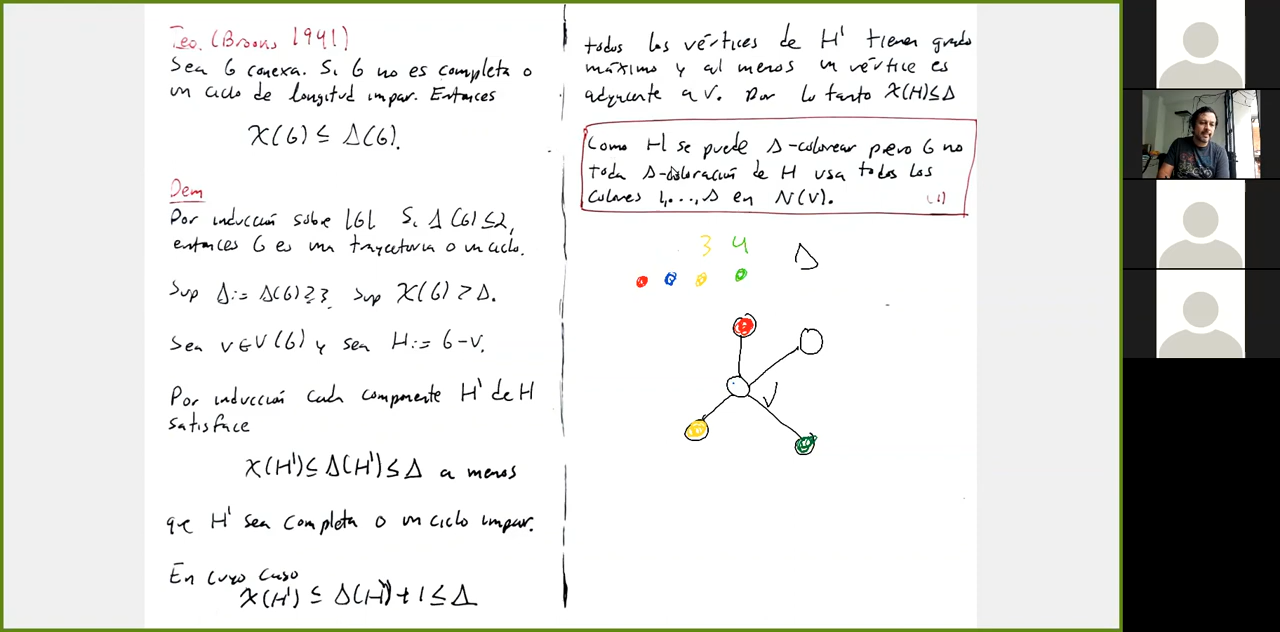 Teo. (Brooks 1941)
Sea G conexa. Si G no es completa o
un ciclo de longitud impar. Entonces
χ(G) ≤ Δ(G).
Dem
Por inducción sobre |G|. Si Δ(G) ≤ 2,
entonces G es una trayectoria o un ciclo.
Sup Δ := Δ(G) ≥ 3. Sup χ(G) > Δ.
Sea v ∈ V(G) y sea H := G - v.
Por inducción cada componente H' de H
satisface
χ(H') ≤ Δ(H') ≤ Δ a menos
que H' sea completa o un ciclo impar.
En cuyo caso
χ(H') ≤ Δ(H') + 1 ≤ Δ
todos los vértices de H' tienen grado
máximo y al menos un vértice es
adyacente a v. Por lo tanto χ(H) ≤ Δ
Como H se puede Δ-colorear pero G no
toda Δ-coloración de H usa todos los
colores 1,...,Δ en N(v). (1)
3 4 Δ
v